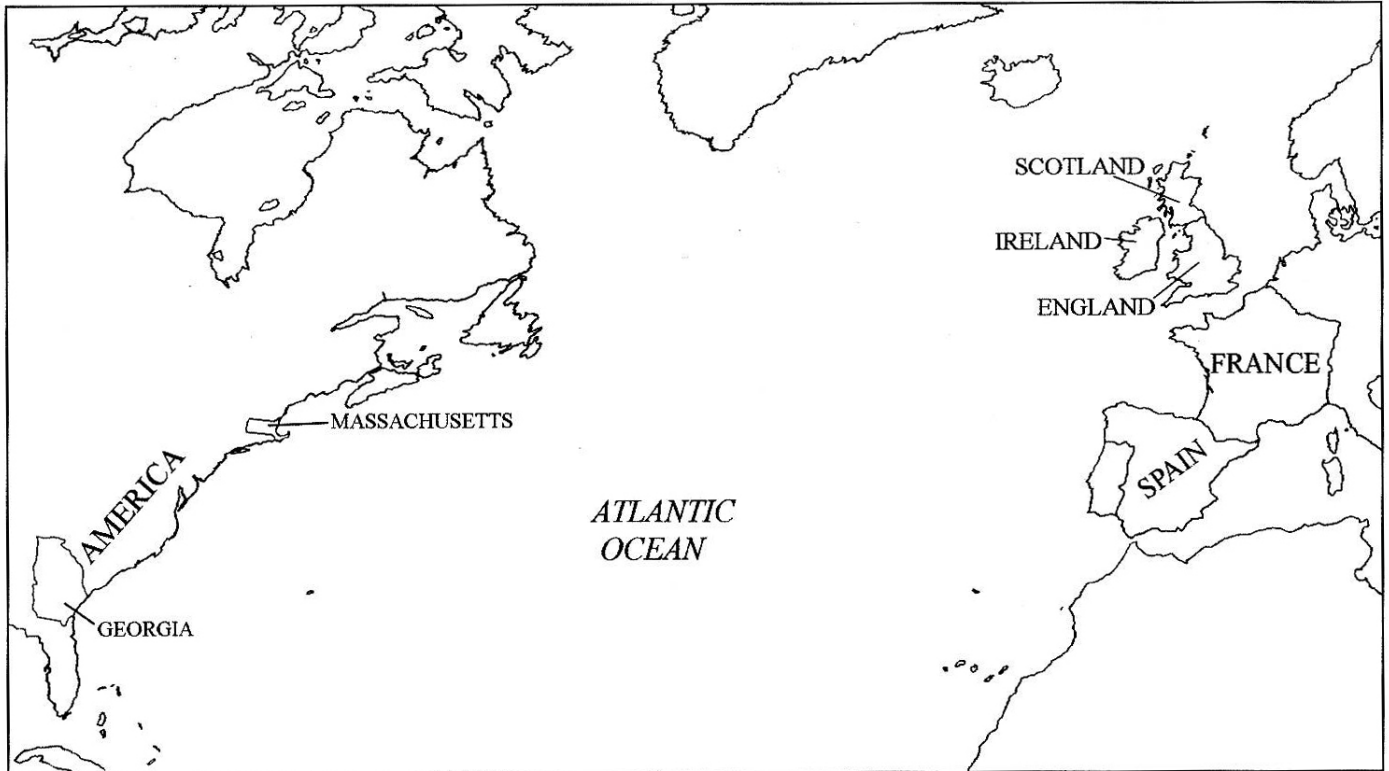 SCOTLAND
IRELAND
ENGLAND
FRANCE
MASSACHUSETTS
AMERICA
SPAIN
ATLANTIC
OCEAN
GEORGIA